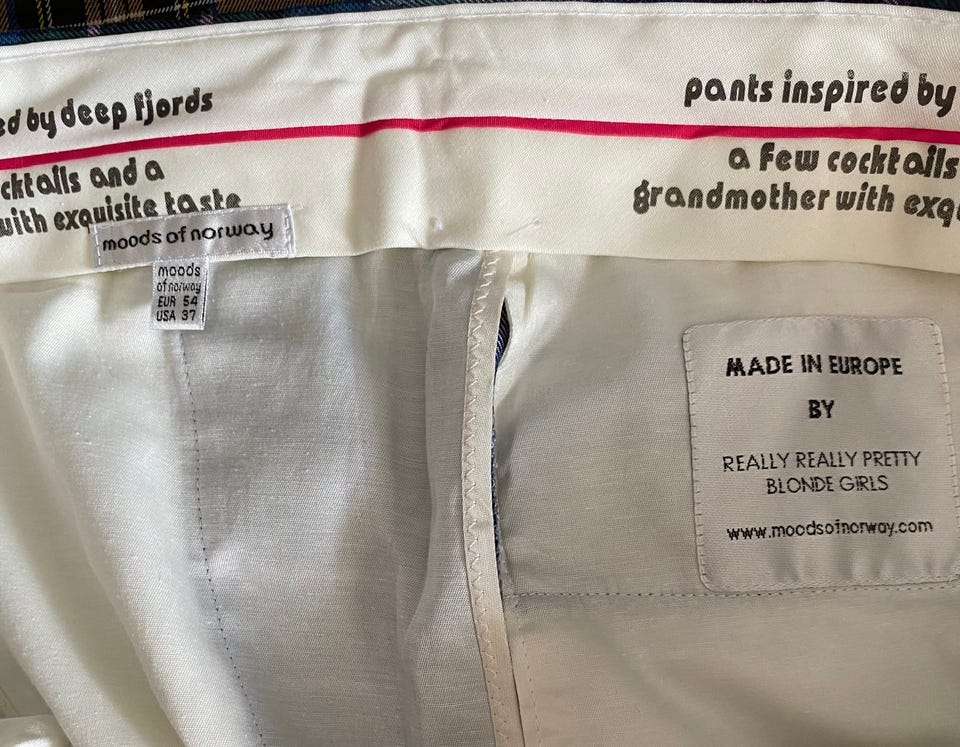 ed by deep fjords
cktails and a
with exquisite taste
moods of norway
moods
of norway
EUR 54
USA 37
pants inspired by
a few cocktails
grandmother with exq
MADE IN EUROPE
BY
REALLY REALLY PRETTY
BLONDE GIRLS
www.moodsofnorway.com